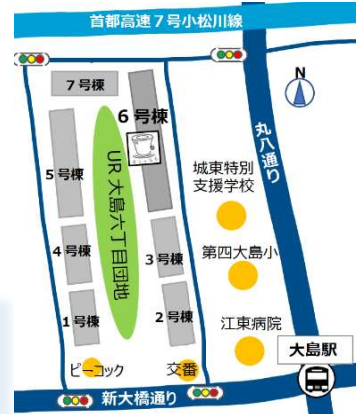 首都高速7号小松川線
N
7号棟
6号棟
丸八通り
5号棟
UR大島六丁目団地
城東特別
支援学校
4号棟
3号棟
第四大島小
1号棟
2号棟
江東病院
大島駅
ピーコック
交番
新大橋通り